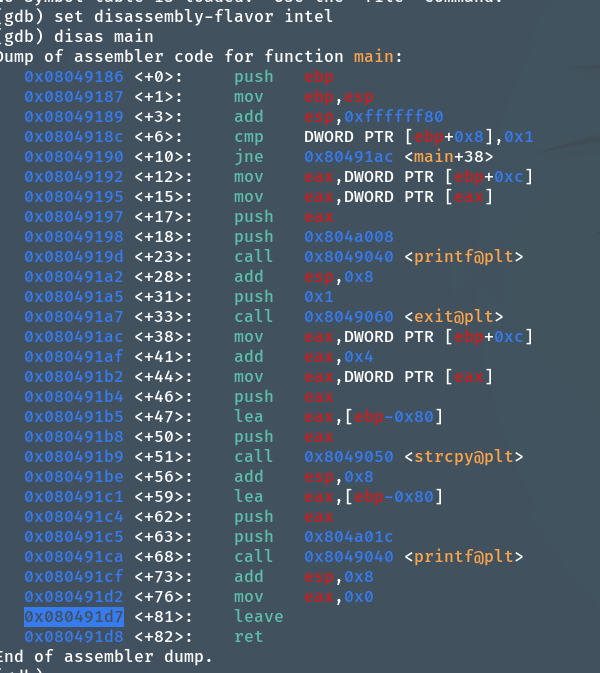 (gdb) set disassembly-flavor intel
(gdb) disas main
Dump of assembler code for function main:
0x08049186 <+0>: push ebp
0x08049187 <+1>: mov ebp,esp
0x08049189 <+3>: add esp,0xffffff80
0x0804918c <+6>: cmp DWORD PTR [ebp+0x8],0x1
0x08049190 <+10>: jne 0x80491ac <main+38>
0x08049192 <+12>: mov eax,DWORD PTR [ebp+0xc]
0x08049195 <+15>: mov eax,DWORD PTR [eax]
0x08049197 <+17>: push eax
0x08049198 <+18>: push 0x804a008
0x0804919d <+23>: call 0x8049040 <printf@plt>
0x080491a2 <+28>: add esp,0x8
0x080491a5 <+31>: push 0x1
0x080491a7 <+33>: call 0x8049060 <exit@plt>
0x080491ac <+38>: mov eax,DWORD PTR [ebp+0xc]
0x080491af <+41>: add eax,0x4
0x080491b2 <+44>: mov eax,DWORD PTR [eax]
0x080491b4 <+46>: push eax
0x080491b5 <+47>: lea eax,[ebp-0x80]
0x080491b8 <+50>: push eax
0x080491b9 <+51>: call 0x8049050 <strcpy@plt>
0x080491be <+56>: add esp,0x8
0x080491c1 <+59>: lea eax,[ebp-0x80]
0x080491c4 <+62>: push eax
0x080491c5 <+63>: push 0x804a01c
0x080491ca <+68>: call 0x8049040 <printf@plt>
0x080491cf <+73>: add esp,0x8
0x080491d2 <+76>: mov eax,0x0
0x080491d7 <+81>: leave
0x080491d8 <+82>: ret
End of assembler dump.